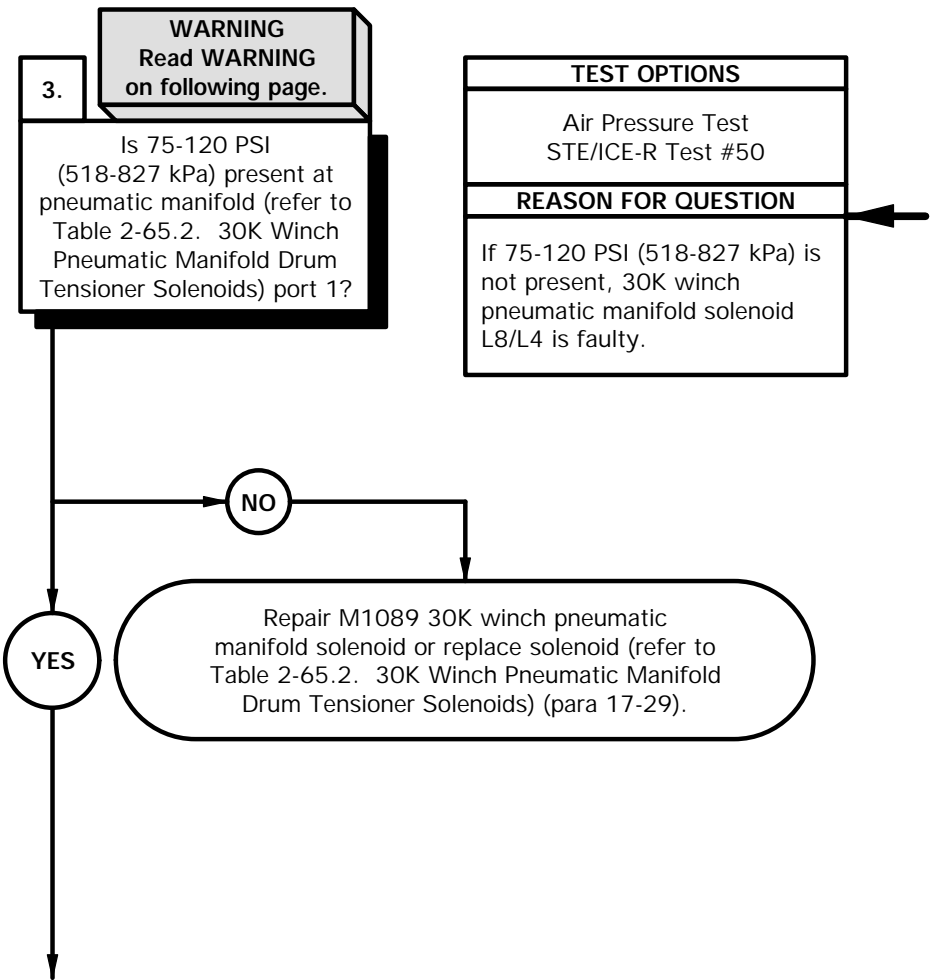 WARNING
Read WARNING
on following page.
3.
Is 75-120 PSI
(518-827 kPa) present at
pneumatic manifold (refer to
Table 2-65.2.  30K Winch
Pneumatic Manifold Drum
Tensioner Solenoids) port 1?
TEST OPTIONS
Air Pressure Test
STE/ICE-R Test #50
REASON FOR QUESTION
If 75-120 PSI (518-827 kPa) is
not present, 30K winch
pneumatic manifold solenoid
L8/L4 is faulty.
NO
YES
Repair M1089 30K winch pneumatic
manifold solenoid or replace solenoid (refer to
Table 2-65.2.  30K Winch Pneumatic Manifold
Drum Tensioner Solenoids) (para 17-29).